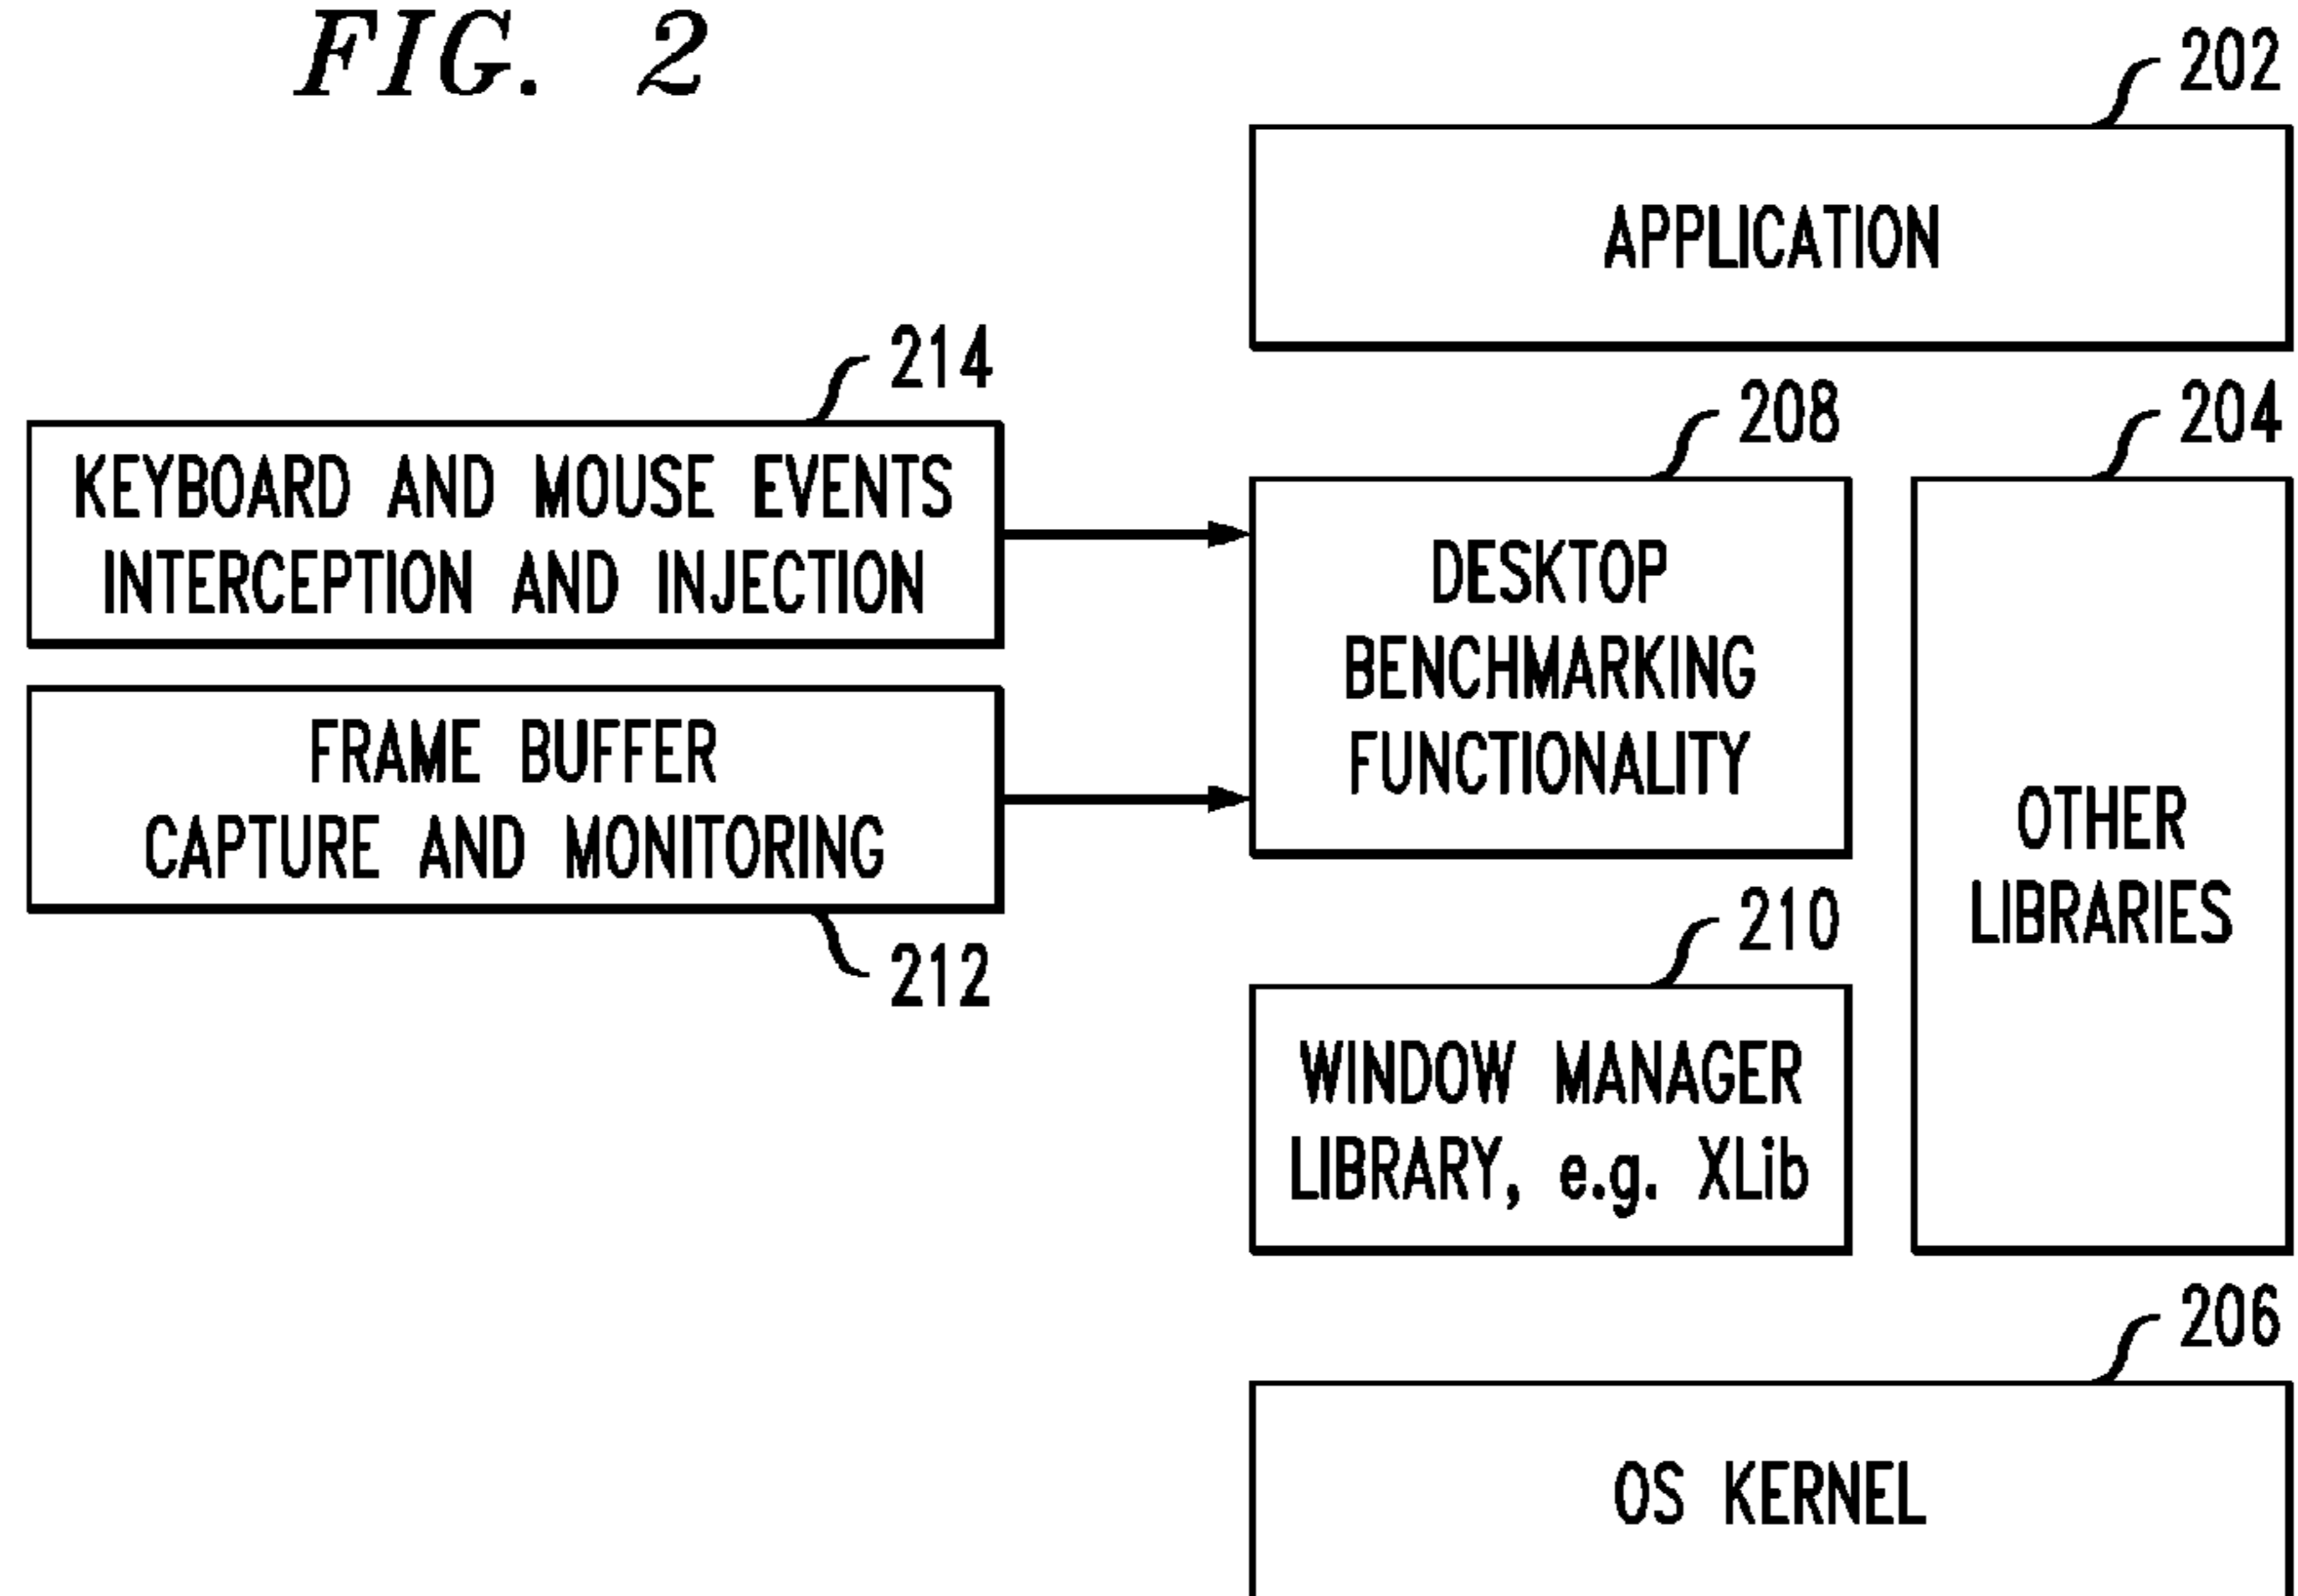 FIG. 2
202
APPLICATION
214
KEYBOARD AND MOUSE EVENTS
INTERCEPTION AND INJECTION
208
DESKTOP
BENCHMARKING
FUNCTIONALITY
204
OTHER
LIBRARIES
FRAME BUFFER
CAPTURE AND MONITORING
212
210
WINDOW MANAGER
LIBRARY, e.g. XLib
206
OS KERNEL